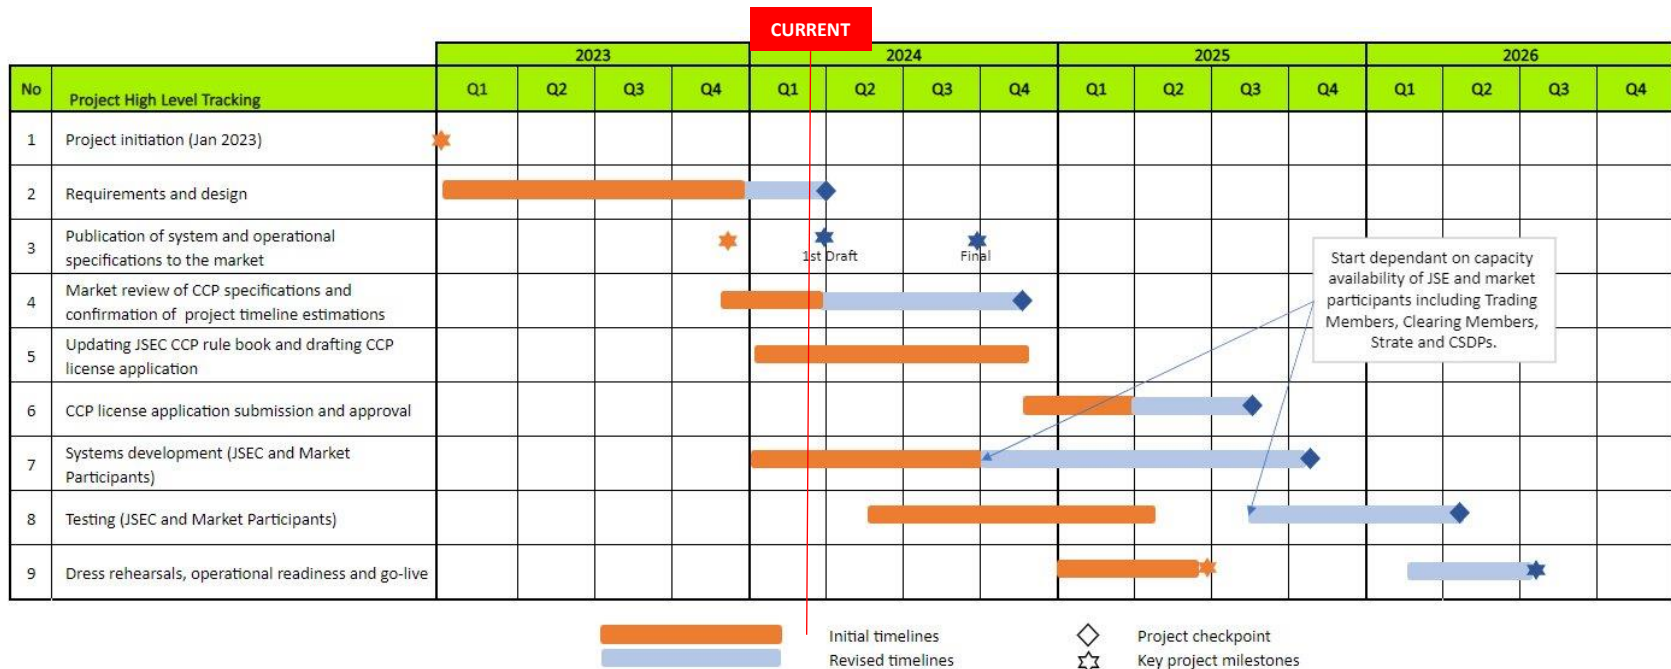 CURRENT
2023 2024 2025 2026
No Project High Level Tracking Q1 Q2 Q3 Q4 Q1 Q2 Q3 Q4 Q1 Q2 Q3 Q4 Q1 Q2 Q3 Q4
1 Project initiation (Jan 2023)
2 Requirements and design
3 Publication of system and operational
specifications to the market
1st Draft Final
4 Market review of CCP specifications and
confirmation of project timeline estimations
5 Updating JSEC CCP rule book and drafting CCP
license application
6 CCP license application submission and approval
7 Systems development (JSEC and Market
Participants)
8 Testing (JSEC and Market Participants)
9 Dress rehearsals, operational readiness and go-live
Start dependant on capacity
availability of JSE and market
participants including Trading
Members, Clearing Members,
Strate and CSDPs.
Initial timelines Project checkpoint
Revised timelines Key project milestones